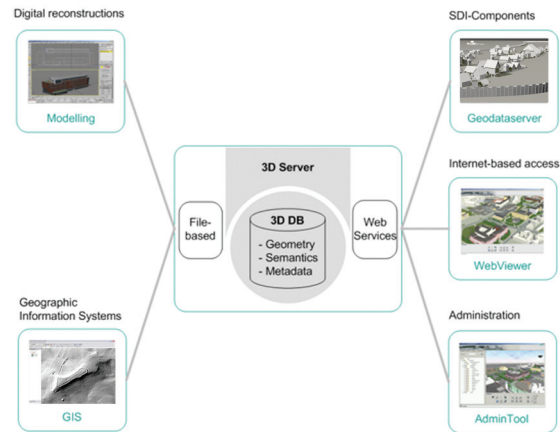 Digital reconstructions
Modelling
Geographic
Information Systems
GIS
3D Server
File-
based
3D DB
- Geometry
- Semantics
- Metadata
Web
Services
SDI-Components
Geodataserver
Internet-based access
WebViewer
Administration
AdminTool